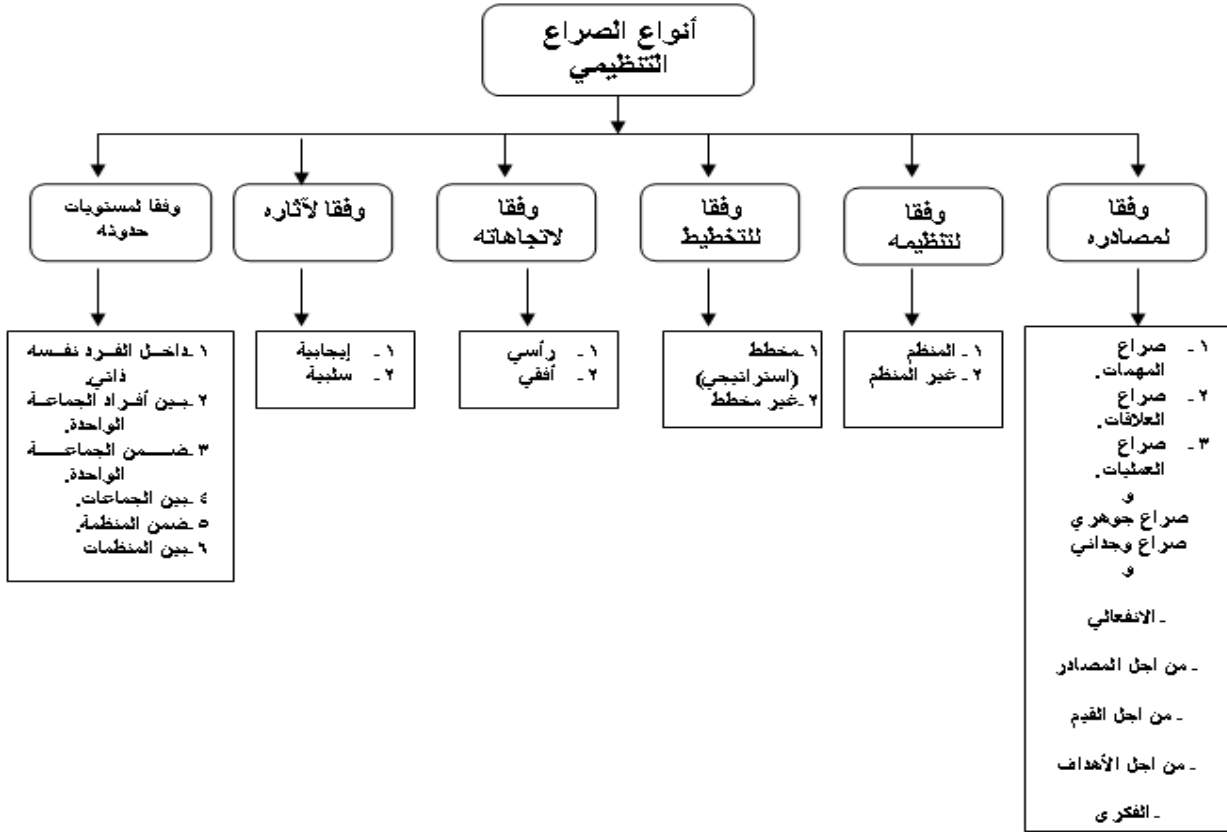 أنواع الصراع
التنظيمي
وفقا
لمصادره
وفقا
لتنظيمه
وفقا
للتخطيط
وفقا
لاتجاهاته
وفقا لآثاره
وفقا لمستويات
حدوثه
١ - صراع
المهمات.
٢ - صراع
العلاقات.
٣ - صراع
العمليات.
و
صراع جوهري
صراع وجداني
و
- الانفعالي
- من اجل المصادر
- من اجل القيم
- من اجل الأهداف
- الفكري
١ - المنظم
٢ - غير المنظم
١ - مخطط
(استراتيجي)
٢ - غير مخطط
١ - رأسي
٢ - أفقي
١ - إيجابية
٢ - سلبية
١ - داخل الفرد نفسه
ذاتي.
٢ - بين أفراد الجماعة
الواحدة.
٣ - ضمن الجماعة
الواحدة.
٤ - بين الجماعات.
٥ - ضمن المنظمة.
٦ - بين المنظمات